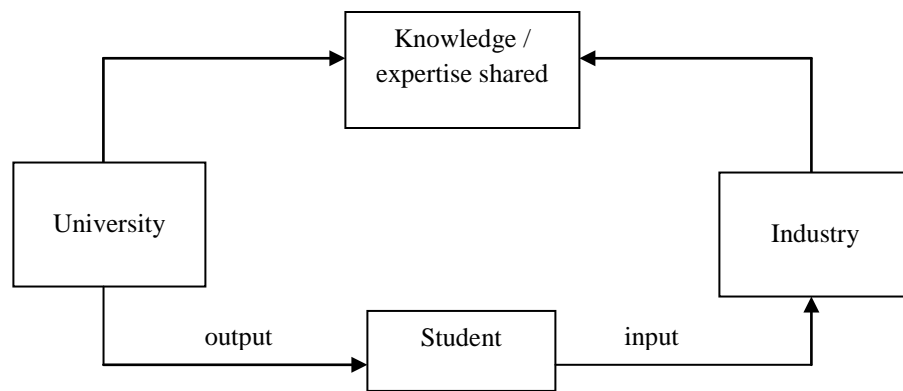 Knowledge /
expertise shared
University
Industry
output
Student
input